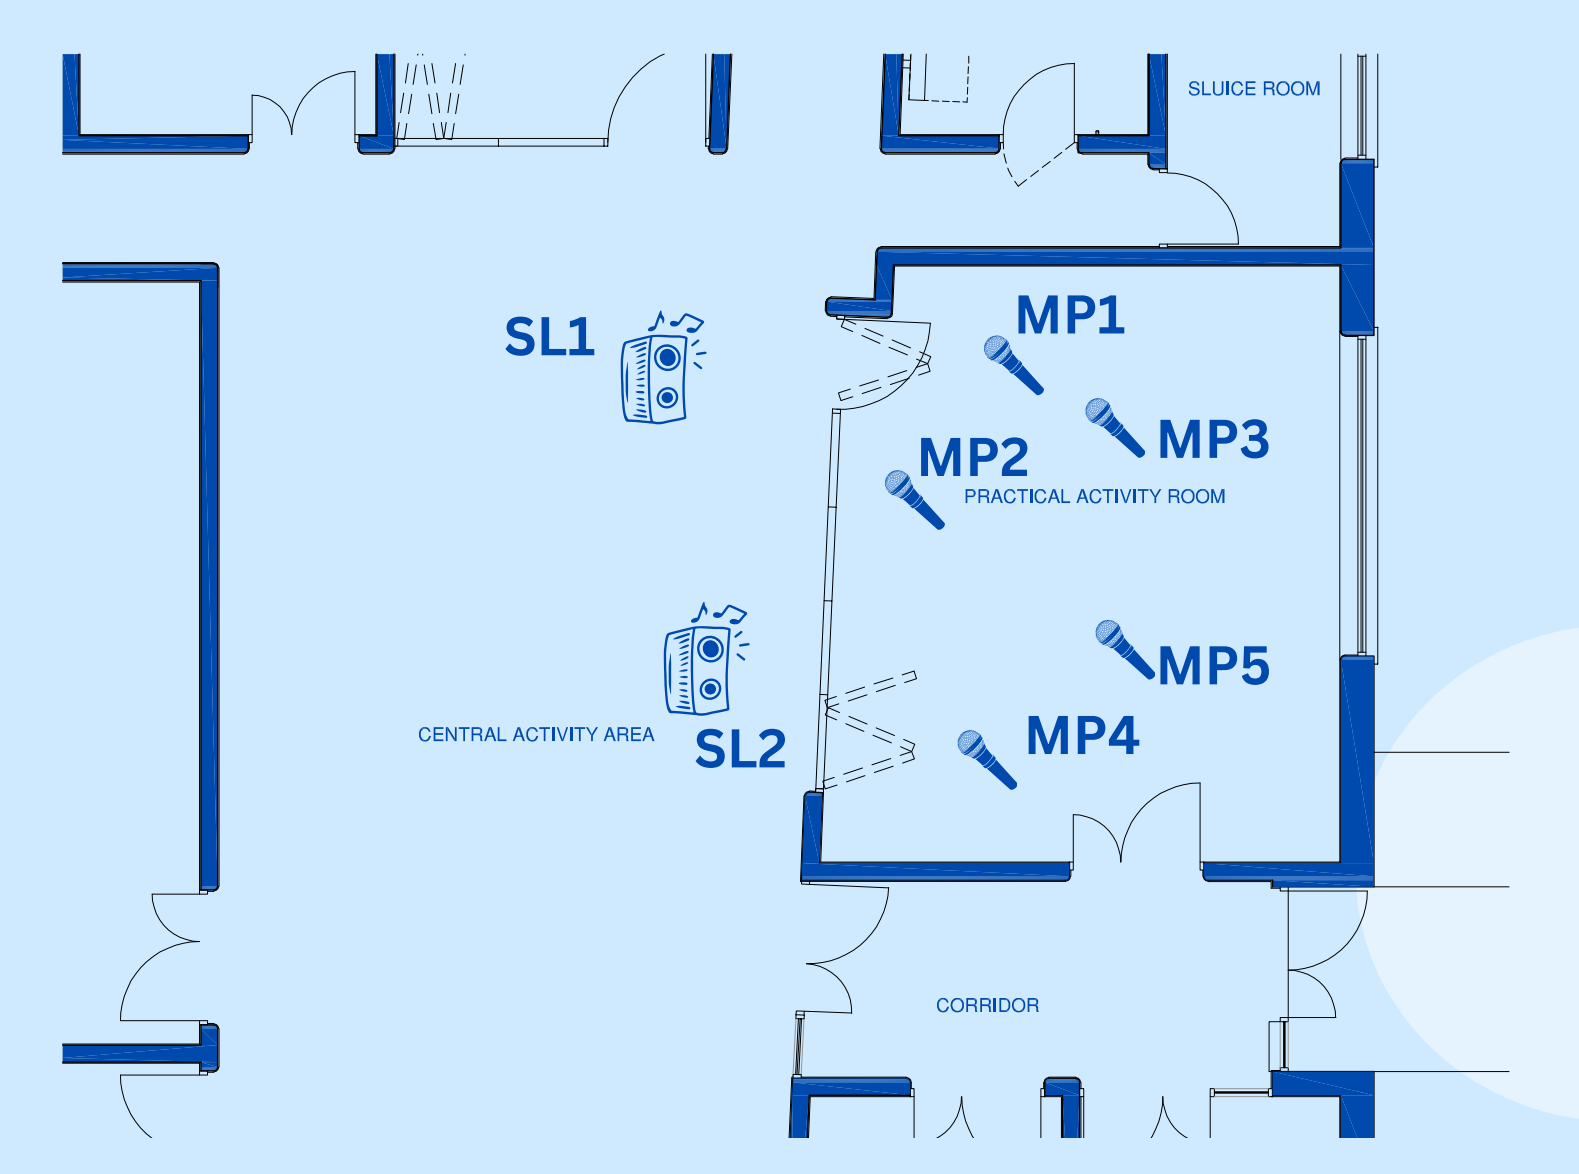 SLUICE ROOM
MP1
SL1
MP3
MP2
PRACTICAL ACTIVITY ROOM
MP5
CENTRAL ACTIVITY AREA
SL2
MP4
CORRIDOR